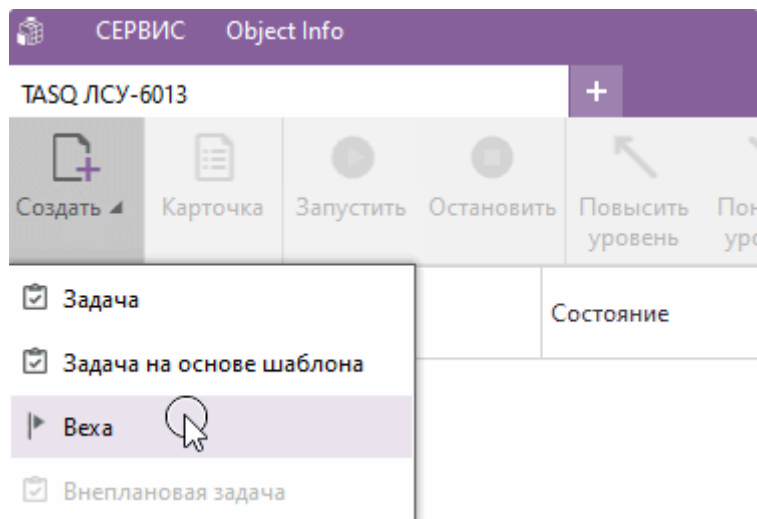 СЕРВИС Object Info
TASQ ЛСУ-6013
Создать Карточка Запустить Остановить Повысить
уровень
Состояние
Задача
Задача на основе шаблона
Веха
Внеплановая задача